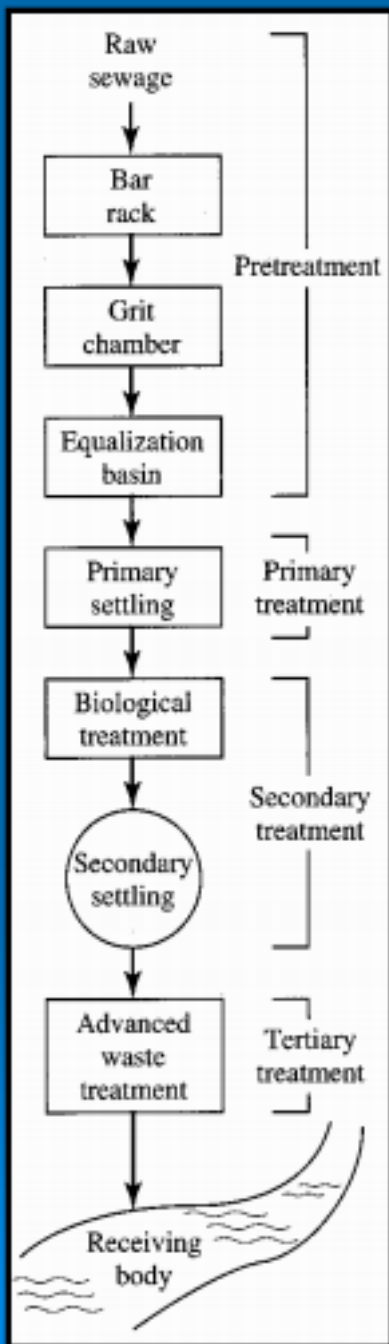 Raw
sewage
Bar
rack
Pretreatment
Grit
chamber
Equalization
basin
Primary
settling
Primary
treatment
Biological
treatment
Secondary
treatment
Secondary
settling
Advanced
waste
treatment
Tertiary
treatment
Receiving
body